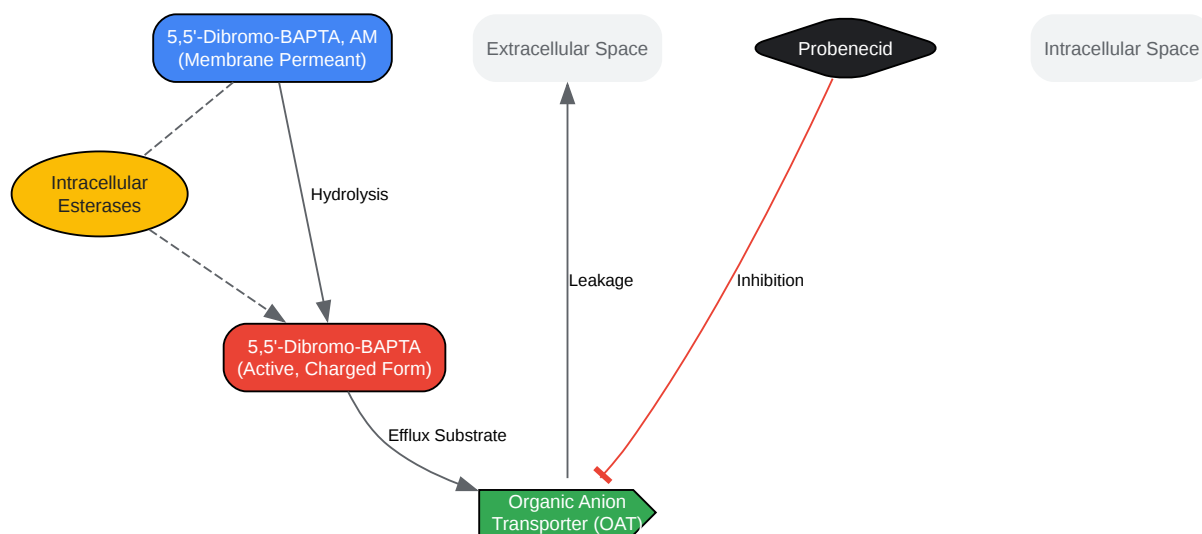 5,5'-Dibromo-BAPTA, AM
(Membrane Permeant)
Extracellular Space
Probenecid
Intracellular Space
Intracellular
Esterases
Hydrolysis
Leakage
Inhibition
5,5'-Dibromo-BAPTA
(Active, Charged Form)
Efflux Substrate
Organic Anion
Transporter (OAT)